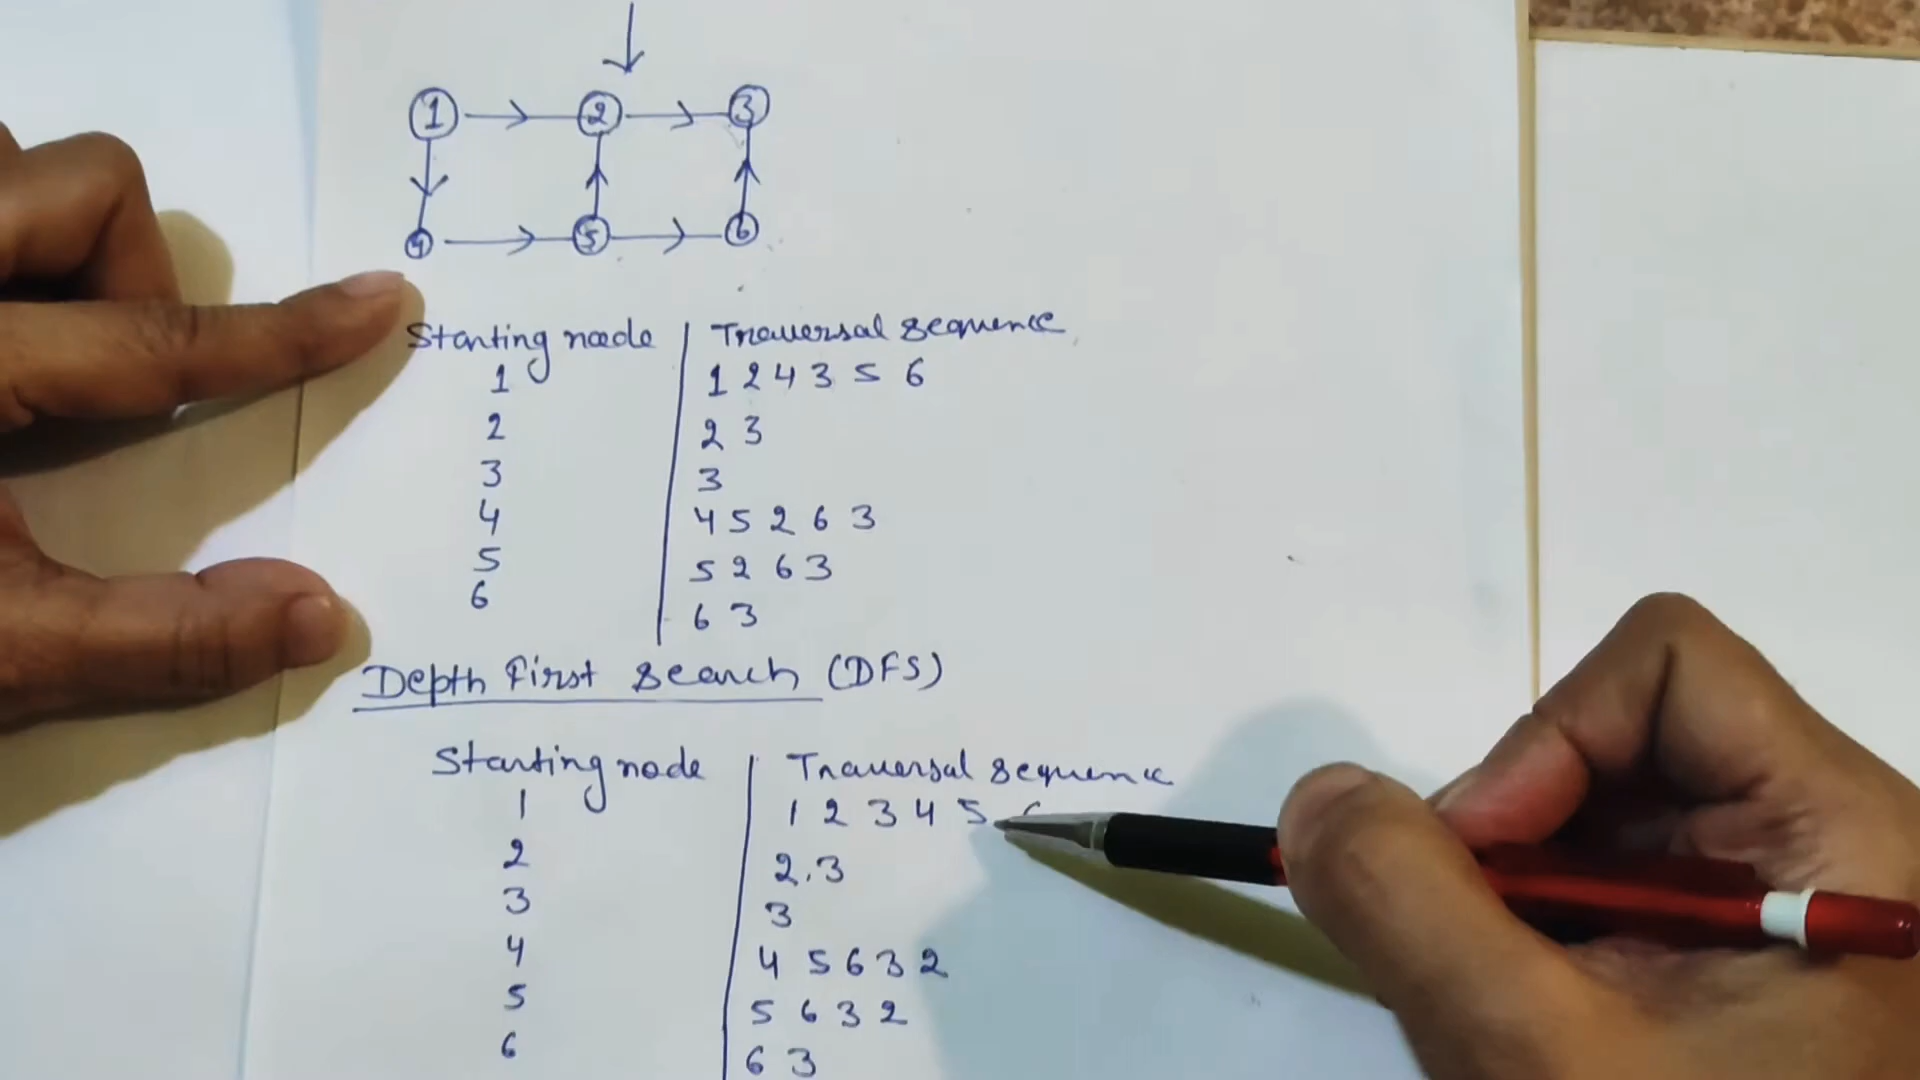 1 2 3
4 5 6
Starting node | Traversal sequence
1 | 1 2 4 3 5 6
2 | 2 3
3 | 3
4 | 4 5 2 6 3
5 | 5 2 6 3
6 | 6 3
Depth First Search (DFS)
Starting node | Traversal sequence
1 | 1 2 3 4 5
2 | 2,3
3 | 3
4 | 4 5 6 3 2
5 | 5 6 3 2
6 | 6 3